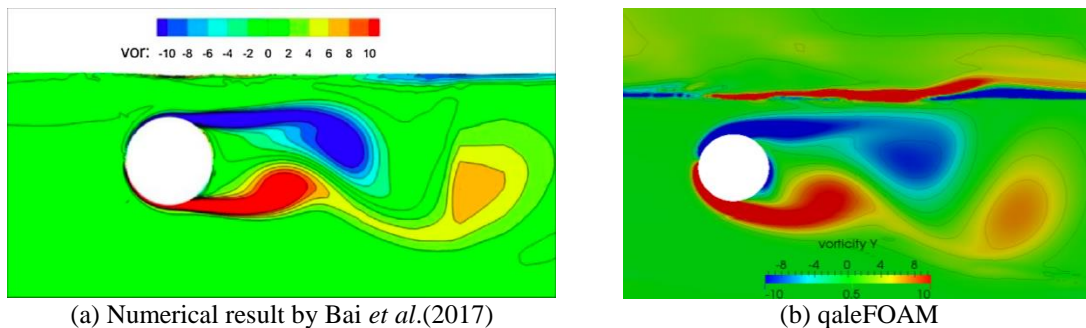 vor: -10 -8 -6 -4 -2 0 2 4 6 8 10
vorticity Y
-8 -4 0 4 8
-10 0.5 11
(a) Numerical result by Bai et al.(2017)
(b) qaleFOAM